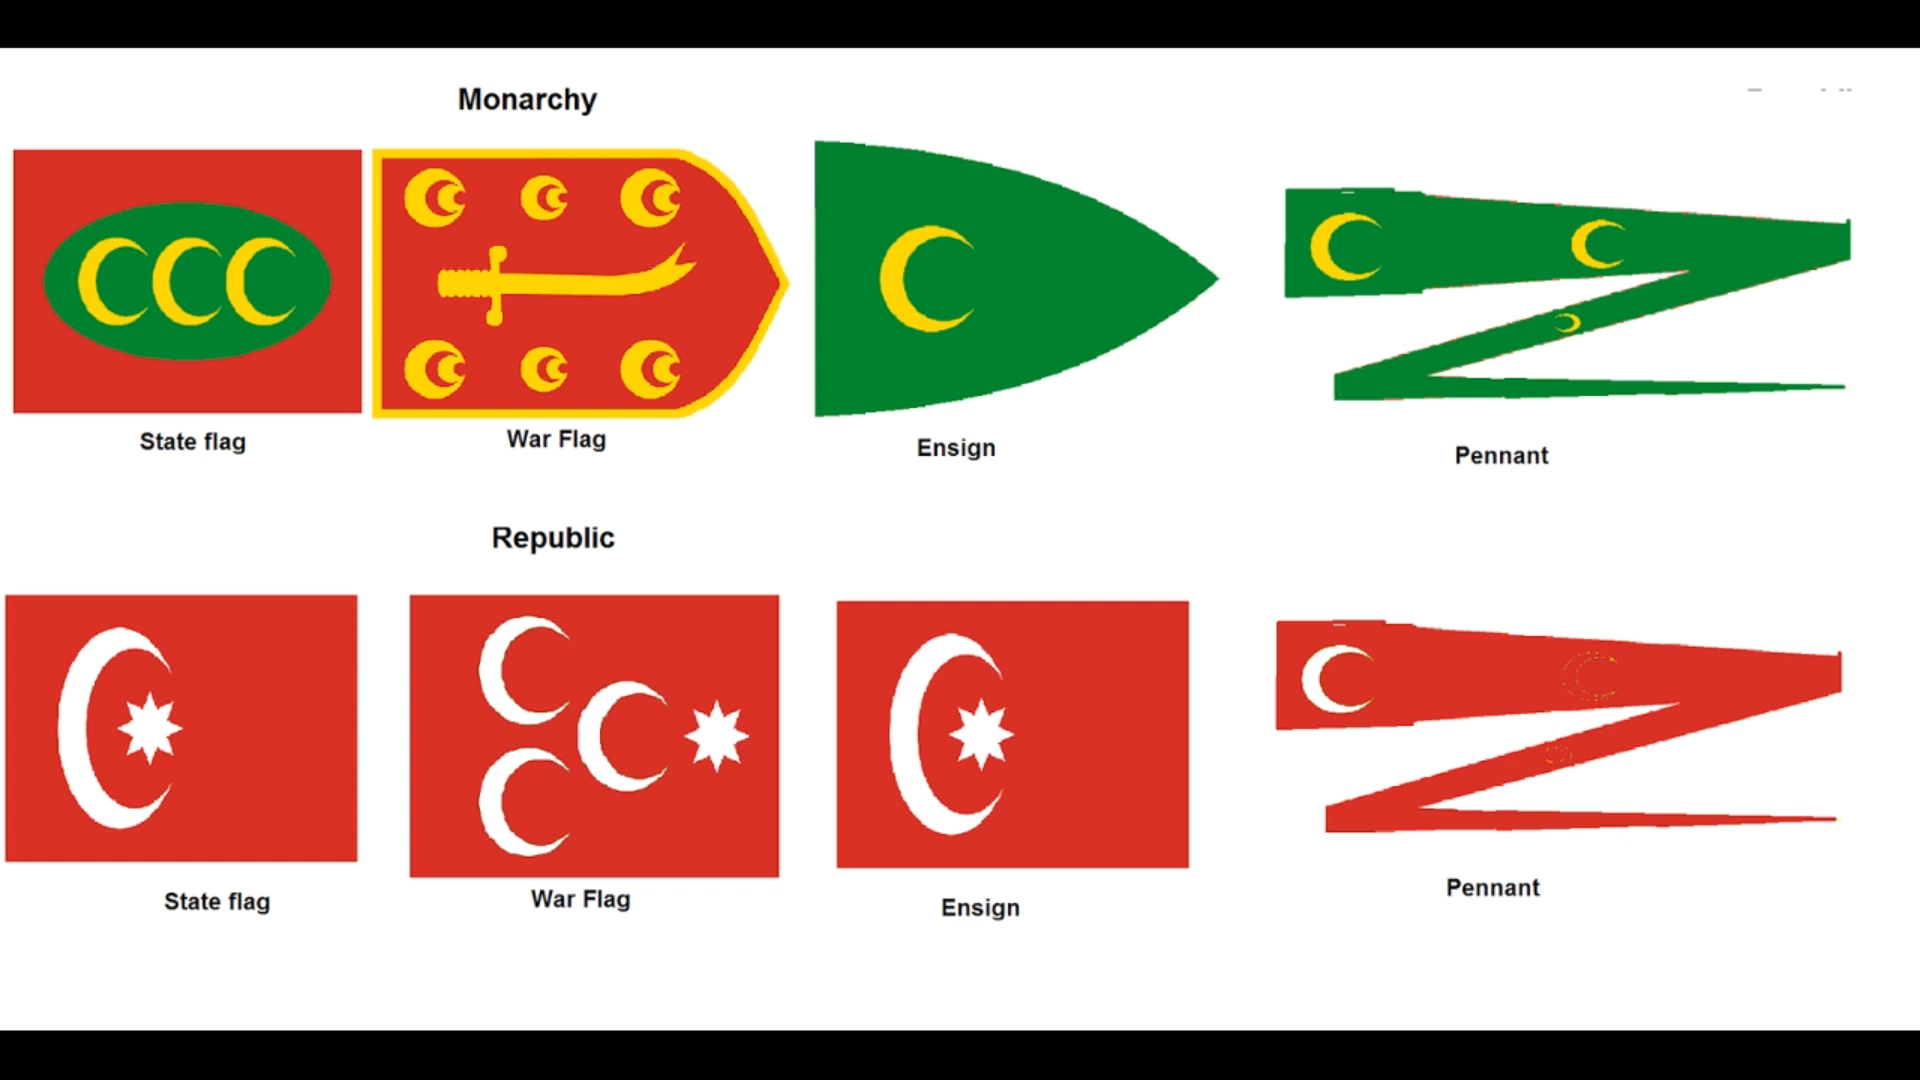 Monarchy
State flag
War Flag
Ensign
Pennant
Republic
State flag
War Flag
Ensign
Pennant